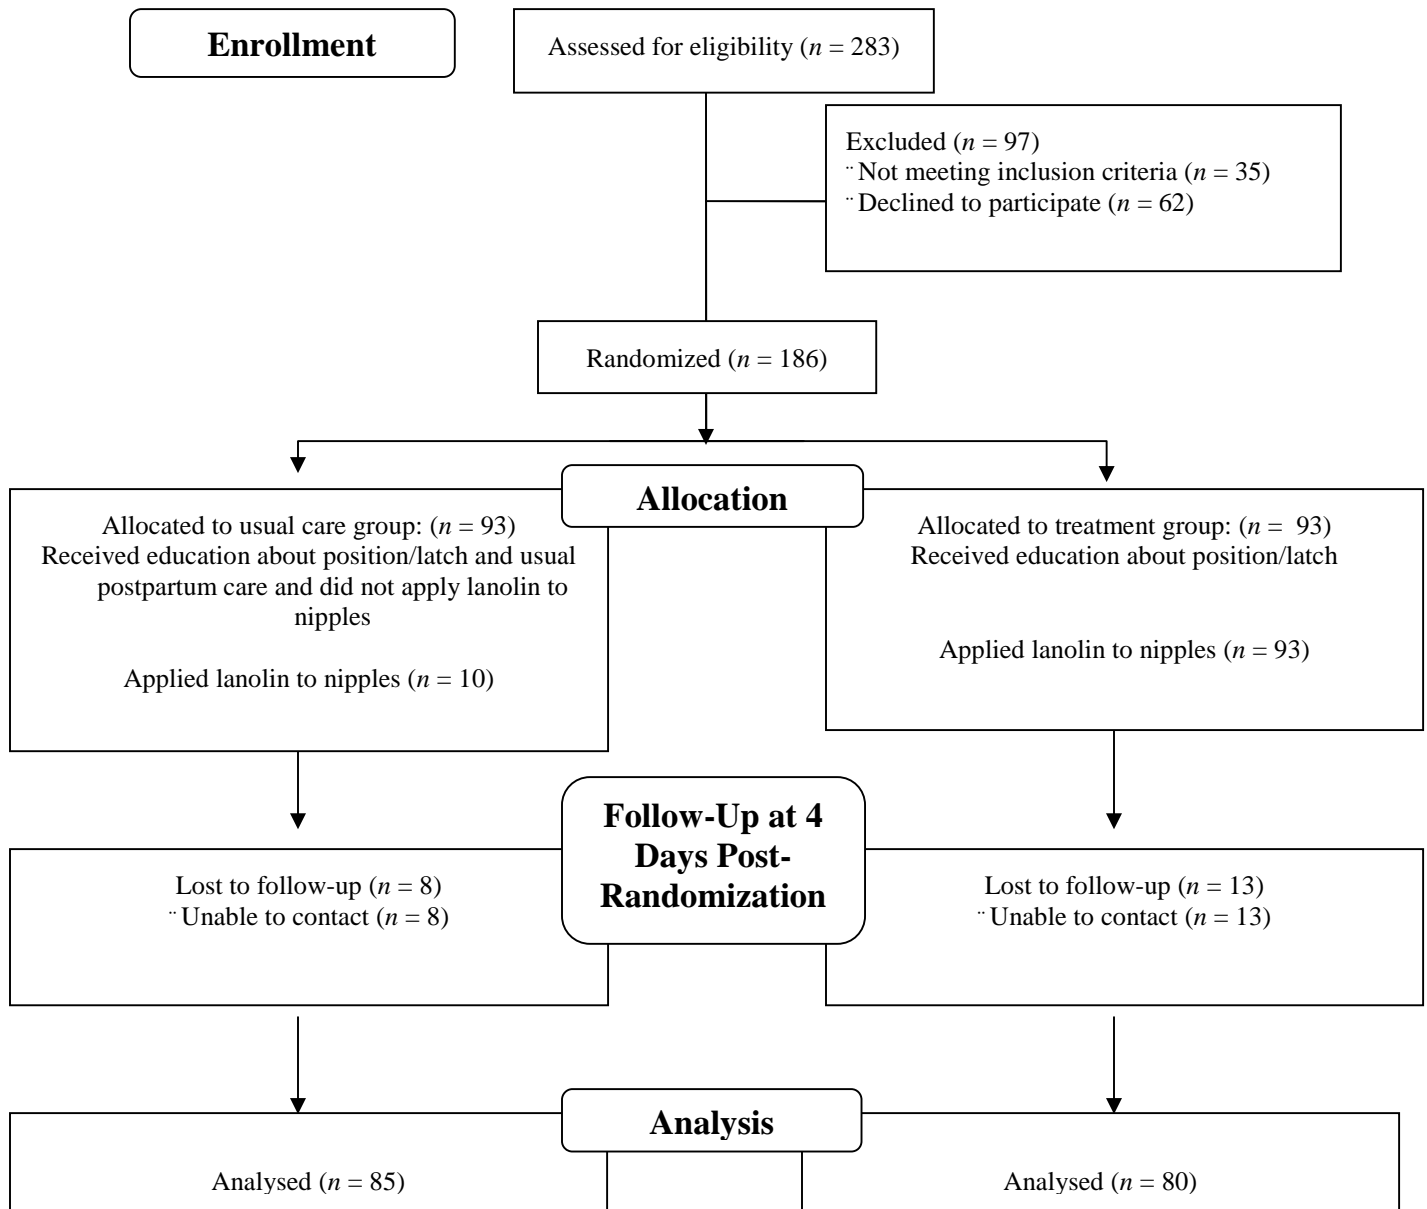 Enrollment
Assessed for eligibility (n = 283)
Excluded (n = 97)
¨ Not meeting inclusion criteria (n = 35)
¨ Declined to participate (n = 62)
Randomized (n = 186)
Allocation
Allocated to usual care group: (n = 93)
Received education about position/latch and usual
postpartum care and did not apply lanolin to
nipples
Applied lanolin to nipples (n = 10)
Allocated to treatment group: (n = 93)
Received education about position/latch
Applied lanolin to nipples (n = 93)
Follow-Up at 4
Days Post-
Randomization
Lost to follow-up (n = 8)
¨ Unable to contact (n = 8)
Lost to follow-up (n = 13)
¨ Unable to contact (n = 13)
Analysis
Analysed (n = 85)
Analysed (n = 80)